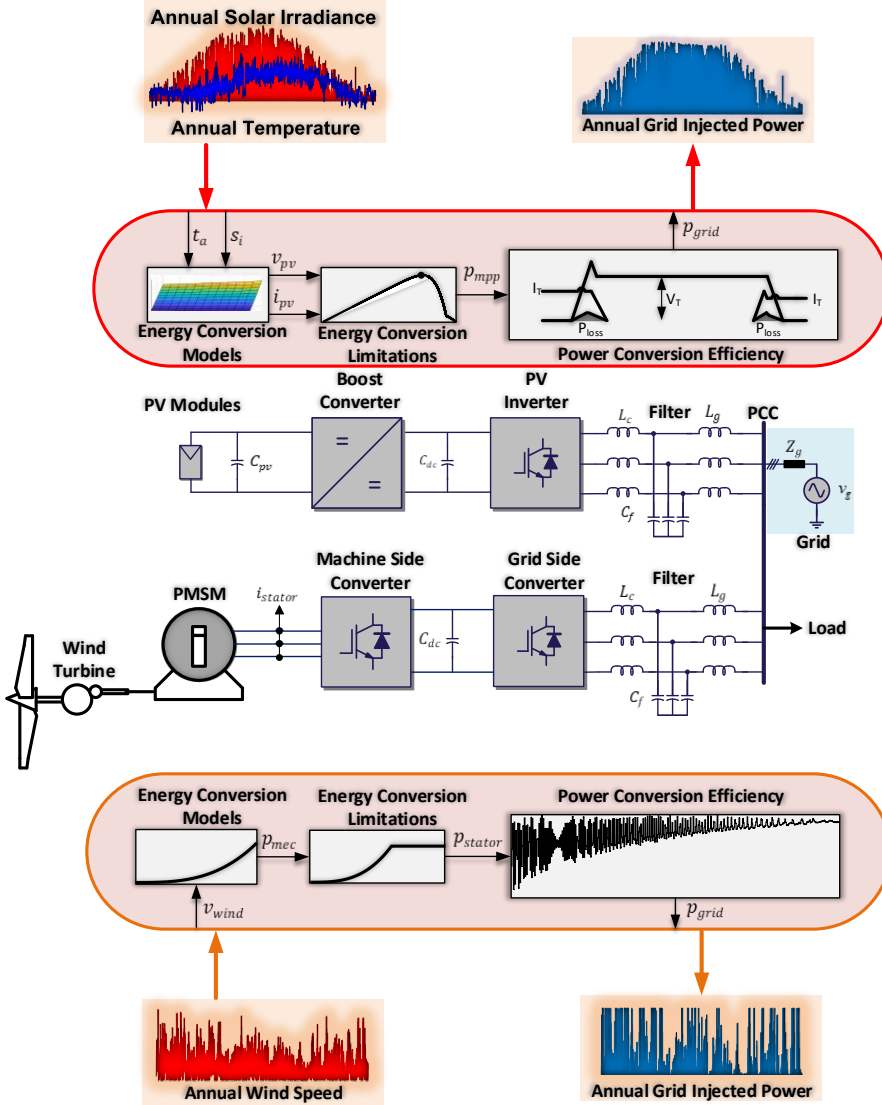 Annual Solar Irradiance
Annual Temperature
Annual Grid Injected Power
t_a
s_i
p_grid
v_pv
i_pv
p_mpp
I_T
V_T
I_T
P_loss
P_loss
Energy Conversion
Models
Energy Conversion
Limitations
Power Conversion Efficiency
PV Modules
Boost
Converter
PV
Inverter
L_c
Filter
L_g
PCC
C_pv
=
=
C_dc
C_f
Z_g
v_g
Grid
Wind
Turbine
PMSM
i_stator
Machine Side
Converter
C_dc
Grid Side
Converter
L_c
Filter
L_g
C_f
Load
Energy Conversion
Models
Energy Conversion
Limitations
Power Conversion Efficiency
p_mec
p_stator
v_wind
p_grid
Annual Wind Speed
Annual Grid Injected Power